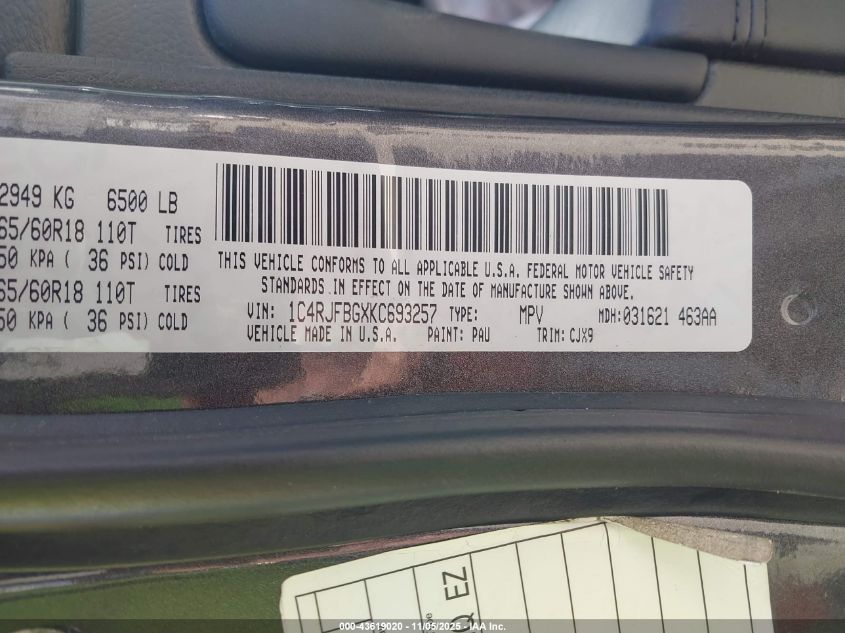 2949 KG 6500 LB
65/60R18 110T TIRES
50 KPA ( 36 PSI) COLD
65/60R18 110T TIRES
50 KPA ( 36 PSI) COLD
THIS VEHICLE CONFORMS TO ALL APPLICABLE U.S.A. FEDERAL MOTOR VEHICLE SAFETY
STANDARDS IN EFFECT ON THE DATE OF MANUFACTURE SHOWN ABOVE.
VIN: 1C4RJFBGXKC693257 TYPE: MPV MDH:031621 463AA
VEHICLE MADE IN U.S.A. PAINT: PAU TRIM:CJX9
EZ
Q
000-43619020 - 11/05/2025 - IAA Inc.